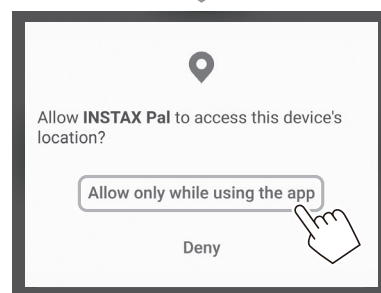 Allow INSTAX Pal to access this device's
location?
Allow only while using the app
Deny